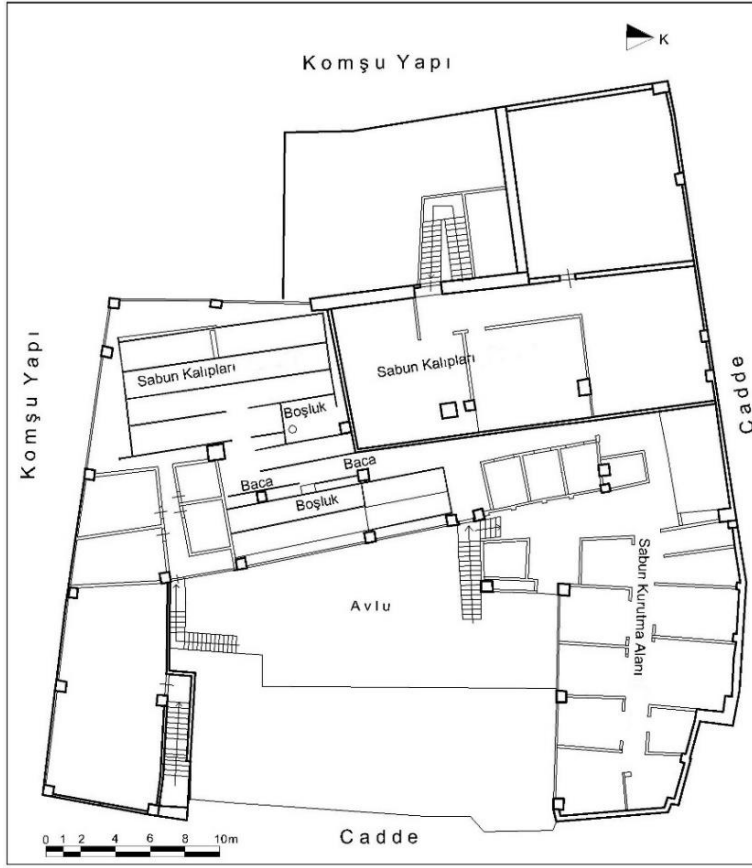 K
Komşu Yapı
Komşu Yapı
Sabun Kalıpları
Sabun Kalıpları
Boşluk
Cadde
Baca
Baca
Boşluk
Sabun Kurutma Alanı
Avlu
Cadde
0 1 2 4 6 8 10m